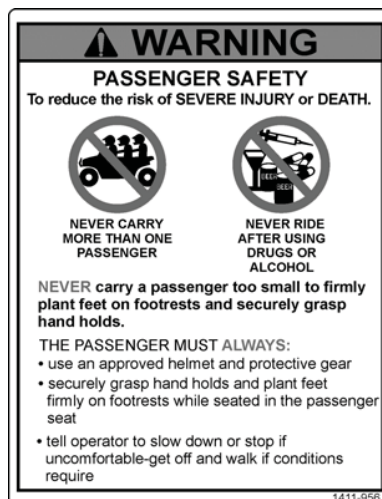 WARNING
PASSENGER SAFETY
To reduce the risk of SEVERE INJURY or DEATH.
BEER
BEER
NEVER CARRY
MORE THAN ONE
PASSENGER
NEVER RIDE
AFTER USING
DRUGS OR
ALCOHOL
NEVER carry a passenger too small to firmly
plant feet on footrests and securely grasp
hand holds.
THE PASSENGER MUST ALWAYS:
• use an approved helmet and protective gear
• securely grasp hand holds and plant feet
firmly on footrests while seated in the passenger
seat
• tell operator to slow down or stop if
uncomfortable-get off and walk if conditions
require
1411-956